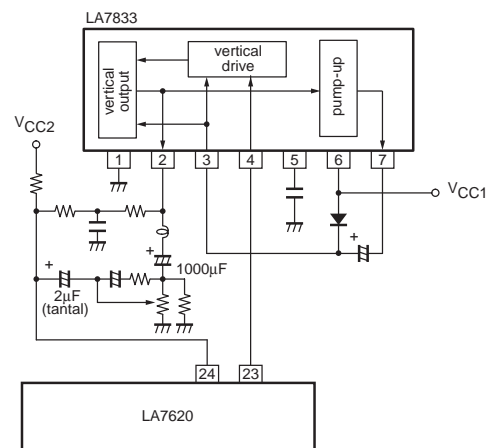 LA7833
vertical output
vertical drive
pump-up
VCC2
1 2 3 4 5 6 7
VCC1
+
1000μF
+
+
2μF
(tantal)
24 23
LA7620